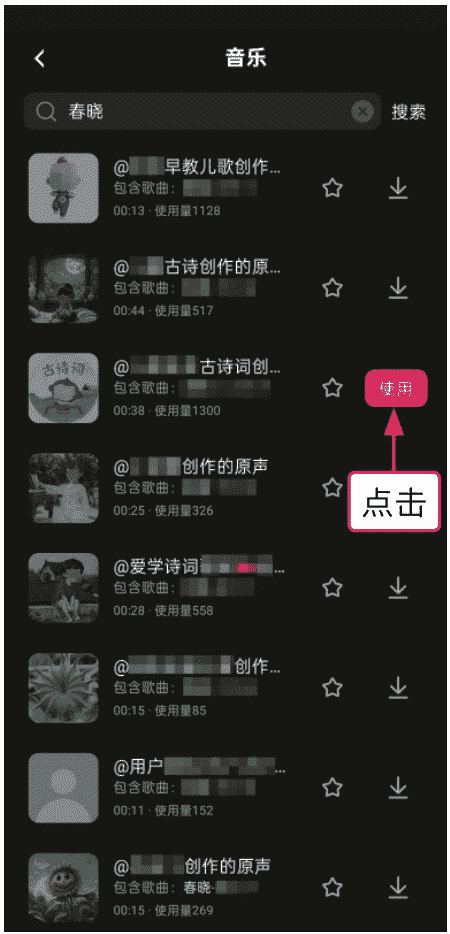 音乐
春晓
搜索
@ 早教儿歌创作...
包含歌曲:
00:13 · 使用量1128
@ 古诗创作的原...
包含歌曲:
00:44 · 使用量517
古诗词
@ 古诗词创...
包含歌曲:
00:38 · 使用量1300
使用
@ 创作的原声
包含歌曲:
00:25 · 使用量326
点击
@爱学诗词 ...
包含歌曲:
00:28 · 使用量558
@ 创作...
包含歌曲:
00:15 · 使用量85
@用户 ...
包含歌曲:
00:11 · 使用量152
@ 创作的原声
包含歌曲: 春晓
00:15 · 使用量269